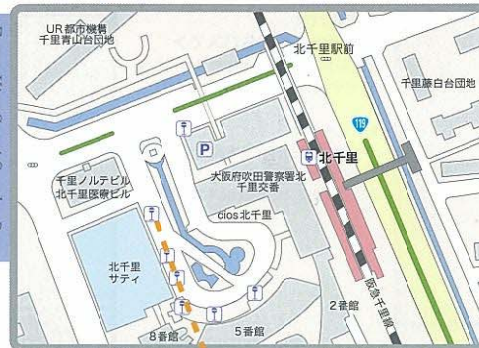 UR都市機構
千里青山台団地
北千里駅前
千里藤白台団地
119
P
北千里
千里ノルテビル
北千里医療ビル
大阪府吹田警察署北
千里交番
cios北千里
北千里
サティ
阪急千里線
2番館
5番館
8番館